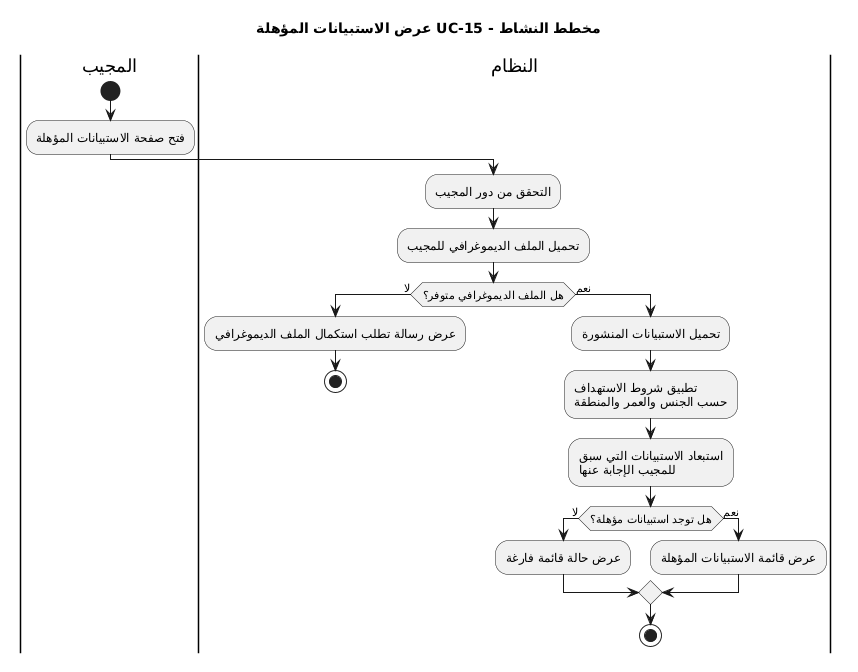 مخطط النشاط - UC-15 عرض الاستبيانات المؤهلة
المجيب
النظام
فتح صفحة الاستبيانات المؤهلة
التحقق من دور المجيب
تحميل الملف الديموغرافي للمجيب
هل الملف الديموغرافي متوفر؟
لا
نعم
عرض رسالة تطلب استكمال الملف الديموغرافي
تحميل الاستبيانات المنشورة
تطبيق شروط الاستهداف
حسب الجنس والعمر والمنطقة
استبعاد الاستبيانات التي سبق
للمجيب الإجابة عنها
هل توجد استبيانات مؤهلة؟
لا
نعم
عرض حالة قائمة فارغة
عرض قائمة الاستبيانات المؤهلة